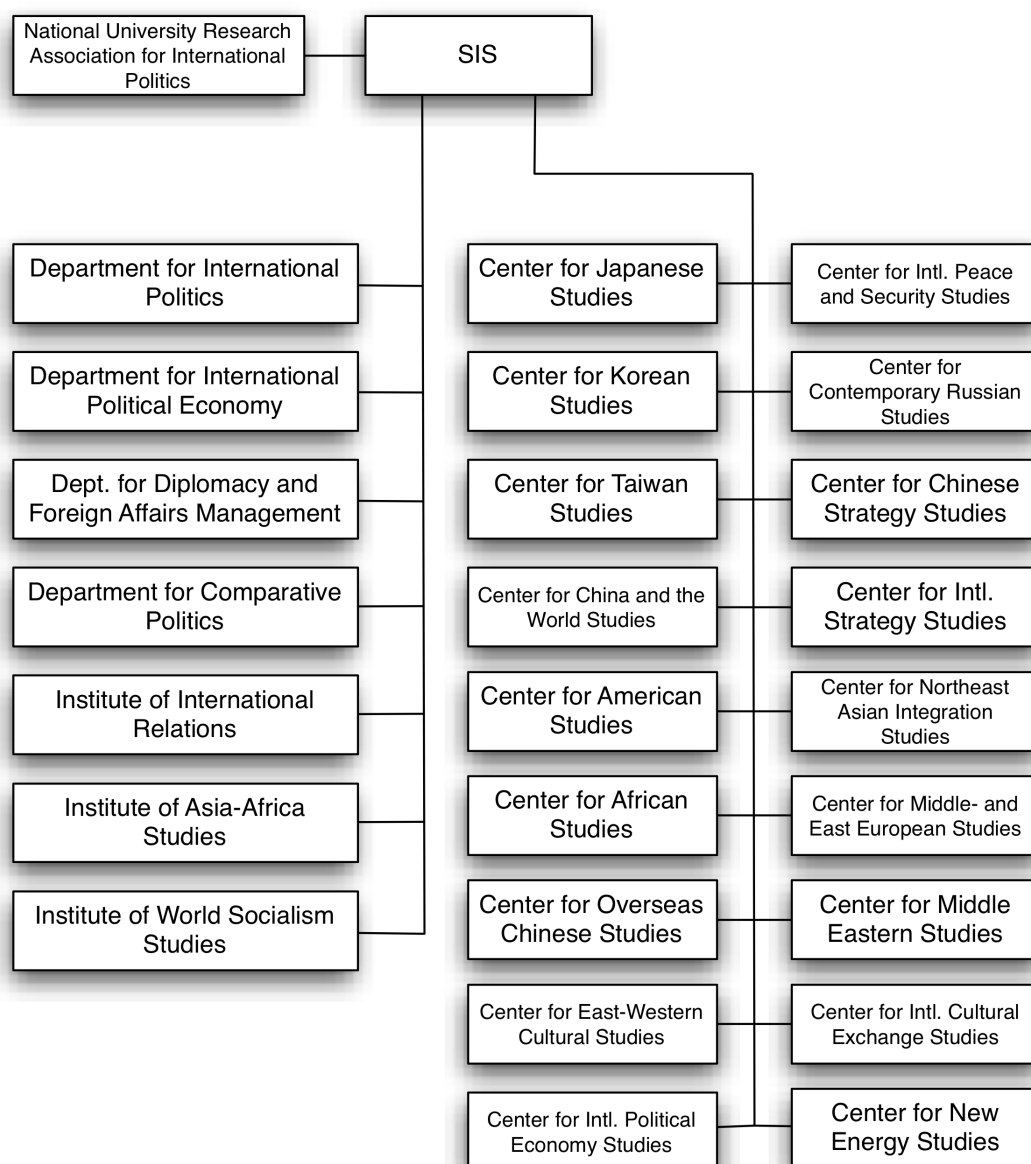 National University Research
Association for International
Politics
SIS
Department for International
Politics
Department for International
Political Economy
Dept. for Diplomacy and
Foreign Affairs Management
Department for Comparative
Politics
Institute of International
Relations
Institute of Asia-Africa
Studies
Institute of World Socialism
Studies
Center for Japanese
Studies
Center for Korean
Studies
Center for Taiwan
Studies
Center for China and the
World Studies
Center for American
Studies
Center for African
Studies
Center for Overseas
Chinese Studies
Center for East-Western
Cultural Studies
Center for Intl. Political
Economy Studies
Center for Intl. Peace
and Security Studies
Center for
Contemporary Russian
Studies
Center for Chinese
Strategy Studies
Center for Intl.
Strategy Studies
Center for Northeast
Asian Integration
Studies
Center for Middle- and
East European Studies
Center for Middle
Eastern Studies
Center for Intl. Cultural
Exchange Studies
Center for New
Energy Studies